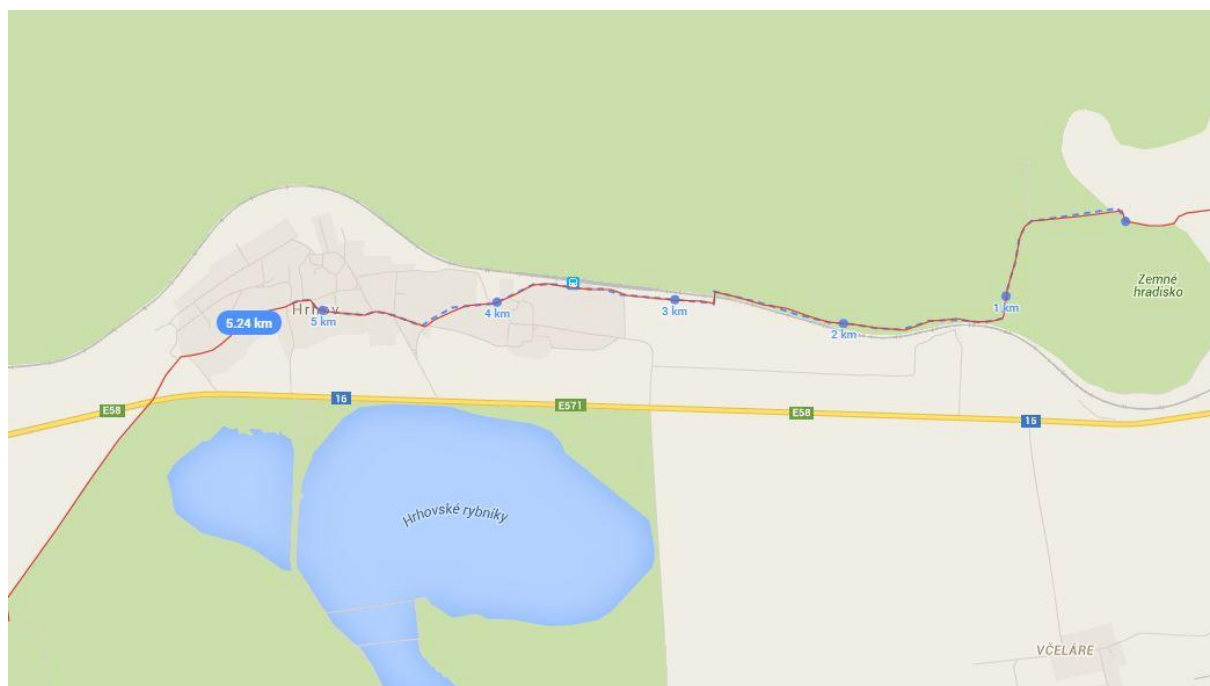 Zemné
hradisko
1 km
Hrhov
5.24 km
5 km
4 km
3 km
2 km
E58
16
E571
E58
16
Hrhovské rybníky
VČELÁRE